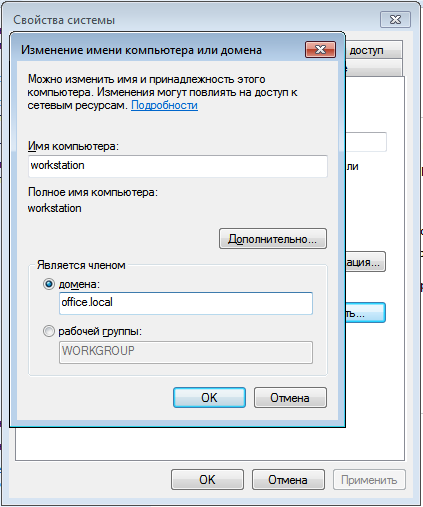 Свойства системы
Изменение имени компьютера или домена
доступ
Можно изменить имя и принадлежность этого
компьютера. Изменения могут повлиять на доступ к
сетевым ресурсам. Подробности
Имя компьютера:
workstation
Полное имя компьютера:
workstation
Дополнительно...
Является членом
домена:
office.local
рабочей группы:
WORKGROUP
OK
Отмена
OK
Отмена
Применить